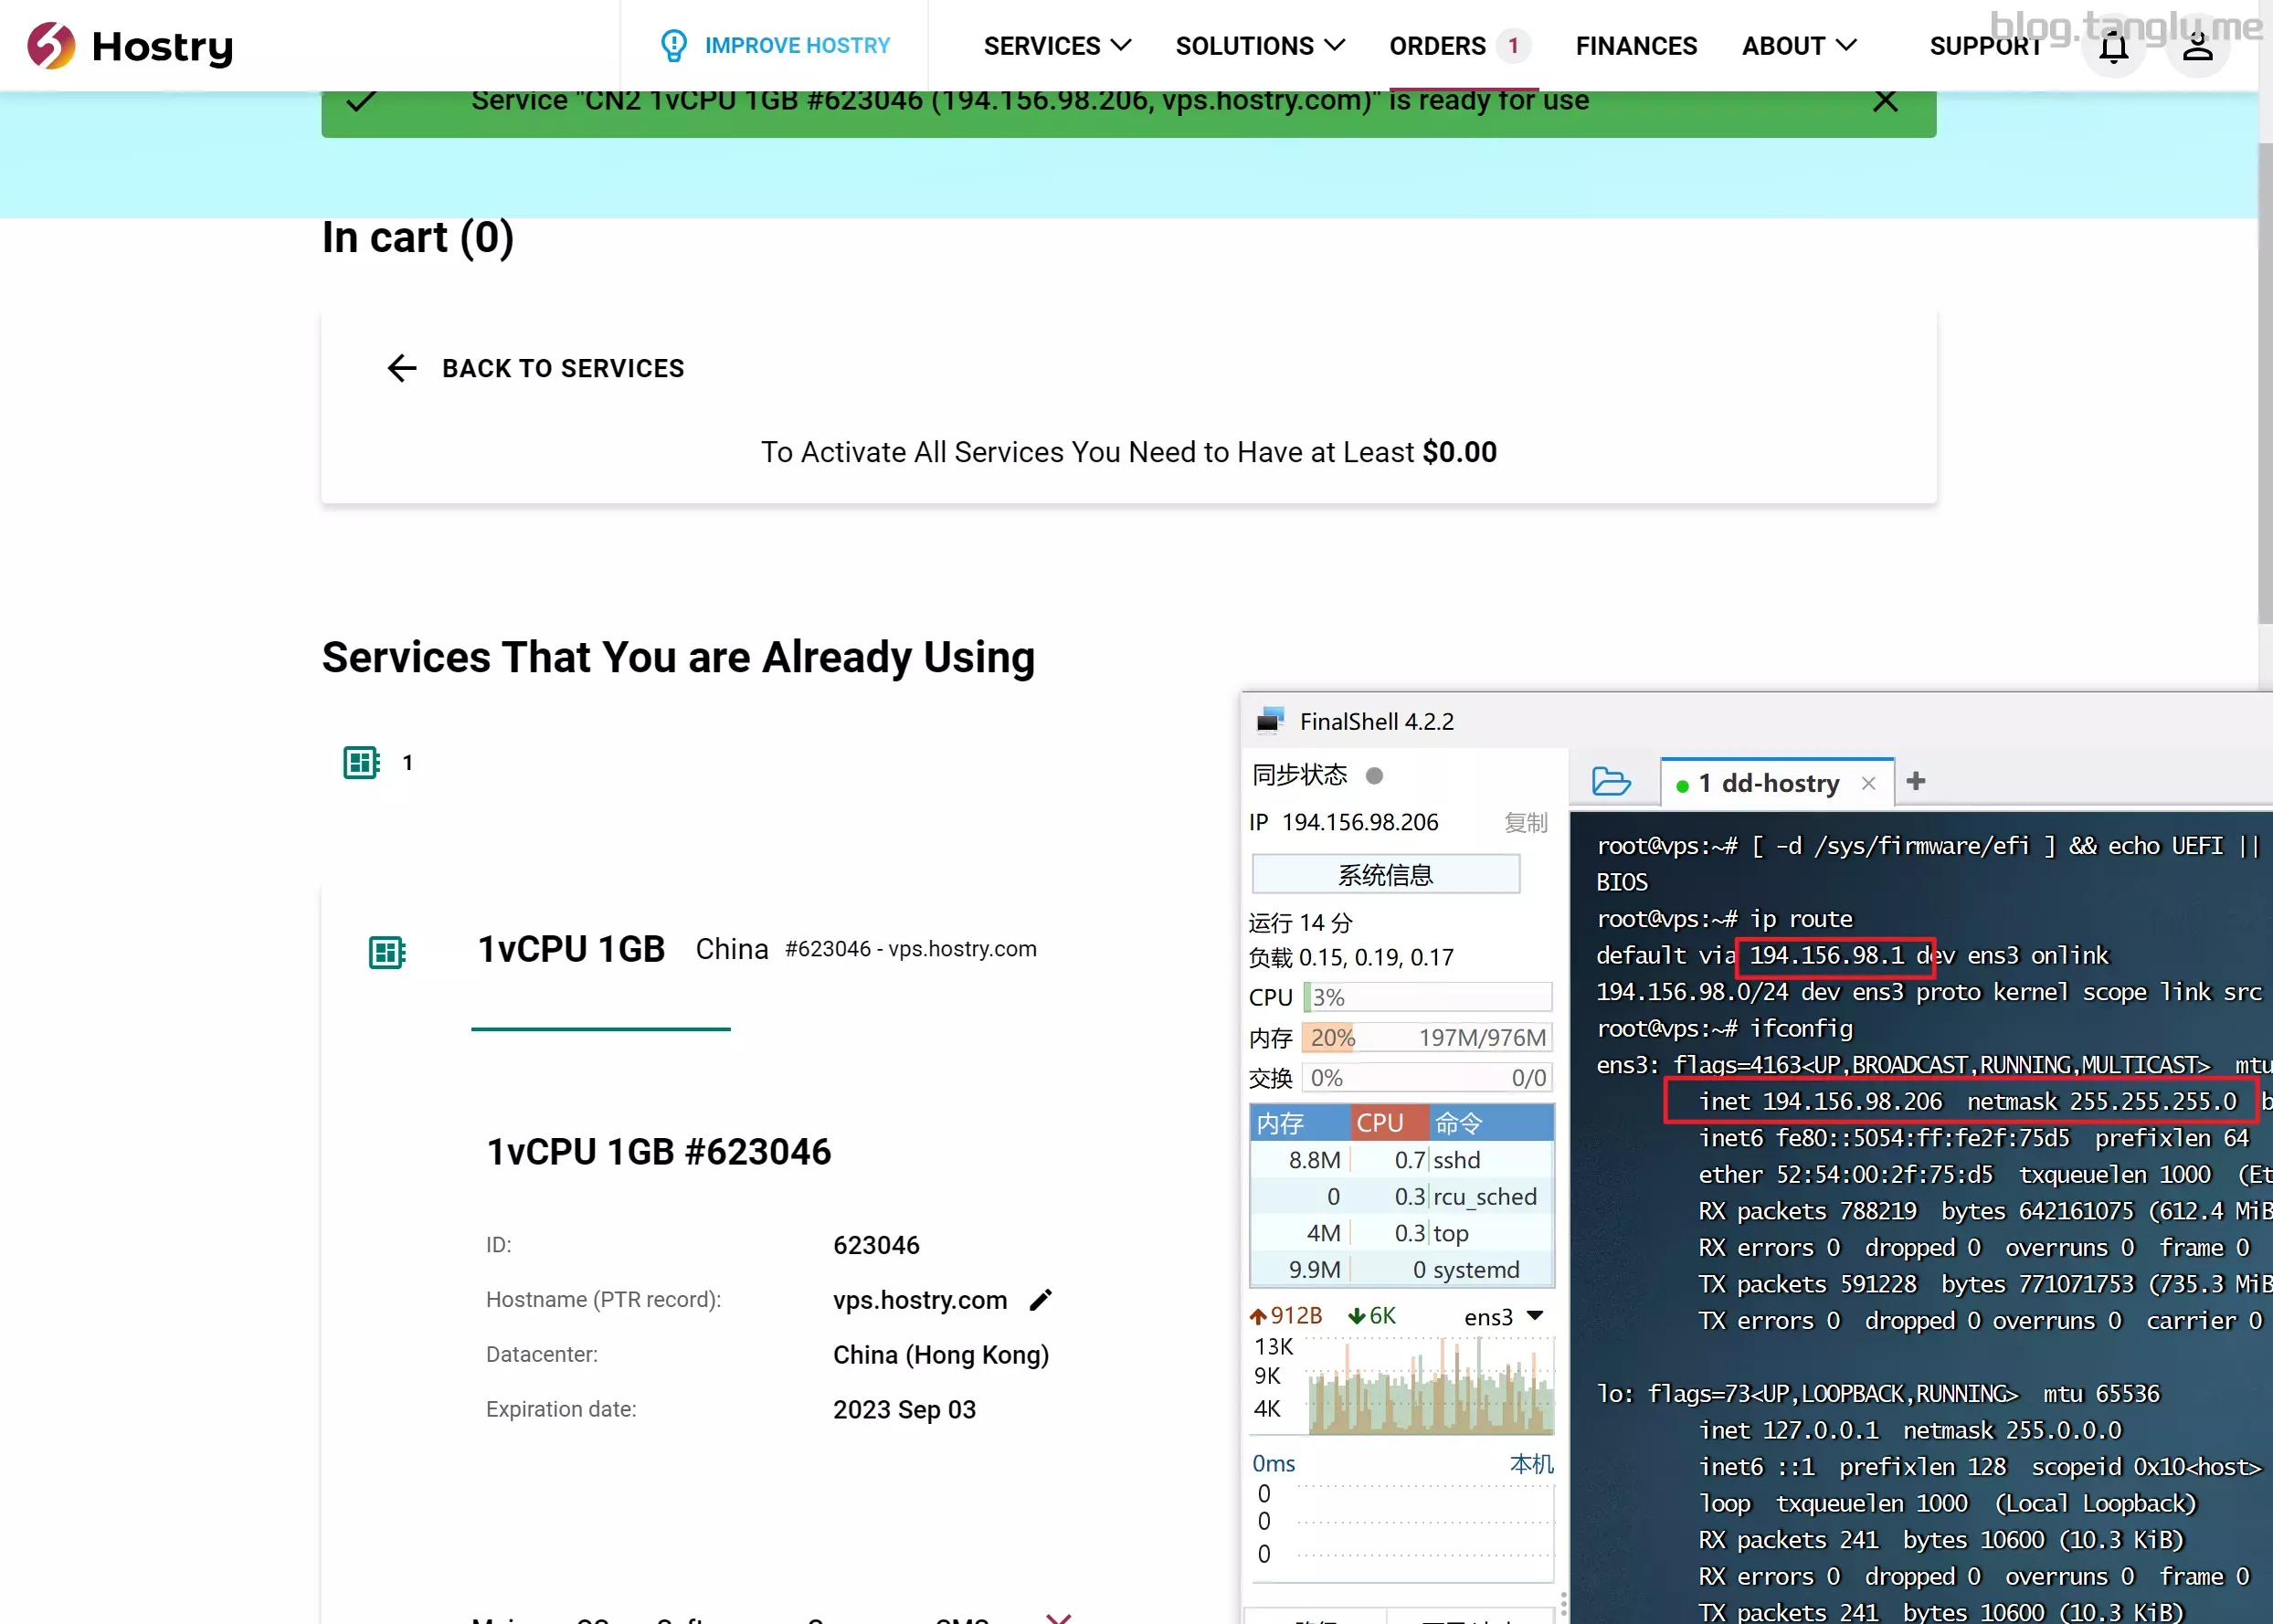 blog.tanglu.me
Hostry
IMPROVE HOSTRY
SERVICES
SOLUTIONS
ORDERS 1
FINANCES
ABOUT
SUPPORT
Service "CN2 1vCPU 1GB #623046 (194.156.98.206, vps.hostry.com)" is ready for use
In cart (0)
BACK TO SERVICES
To Activate All Services You Need to Have at Least $0.00
Services That You are Already Using
1
1vCPU 1GB China #623046 - vps.hostry.com
1vCPU 1GB #623046
ID: 623046
Hostname (PTR record): vps.hostry.com
Datacenter: China (Hong Kong)
Expiration date: 2023 Sep 03
FinalShell 4.2.2
同步状态
IP 194.156.98.206 复制
系统信息
运行 14 分
负载 0.15, 0.19, 0.17
CPU 3%
内存 20% 197M/976M
交换 0% 0/0
内存 CPU 命令
8.8M 0.7 sshd
0 0.3 rcu_sched
4M 0.3 top
9.9M 0 systemd
912B 6K ens3
13K
9K
4K
0ms 本机
0
0
0
1 dd-hostry
root@vps:~# [ -d /sys/firmware/efi ] && echo UEFI ||
BIOS
root@vps:~# ip route
default via 194.156.98.1 dev ens3 onlink
194.156.98.0/24 dev ens3 proto kernel scope link src
root@vps:~# ifconfig
ens3: flags=4163<UP,BROADCAST,RUNNING,MULTICAST> mtu
inet 194.156.98.206 netmask 255.255.255.0 b
inet6 fe80::5054:ff:fe2f:75d5 prefixlen 64
ether 52:54:00:2f:75:d5 txqueuelen 1000 (Et
RX packets 788219 bytes 642161075 (612.4 MiB
RX errors 0 dropped 0 overruns 0 frame 0
TX packets 591228 bytes 771071753 (735.3 MiB
TX errors 0 dropped 0 overruns 0 carrier 0
lo: flags=73<UP,LOOPBACK,RUNNING> mtu 65536
inet 127.0.0.1 netmask 255.0.0.0
inet6 ::1 prefixlen 128 scopeid 0x10<host>
loop txqueuelen 1000 (Local Loopback)
RX packets 241 bytes 10600 (10.3 KiB)
RX errors 0 dropped 0 overruns 0 frame 0
TX packets 241 bytes 10600 (10.3 KiB)